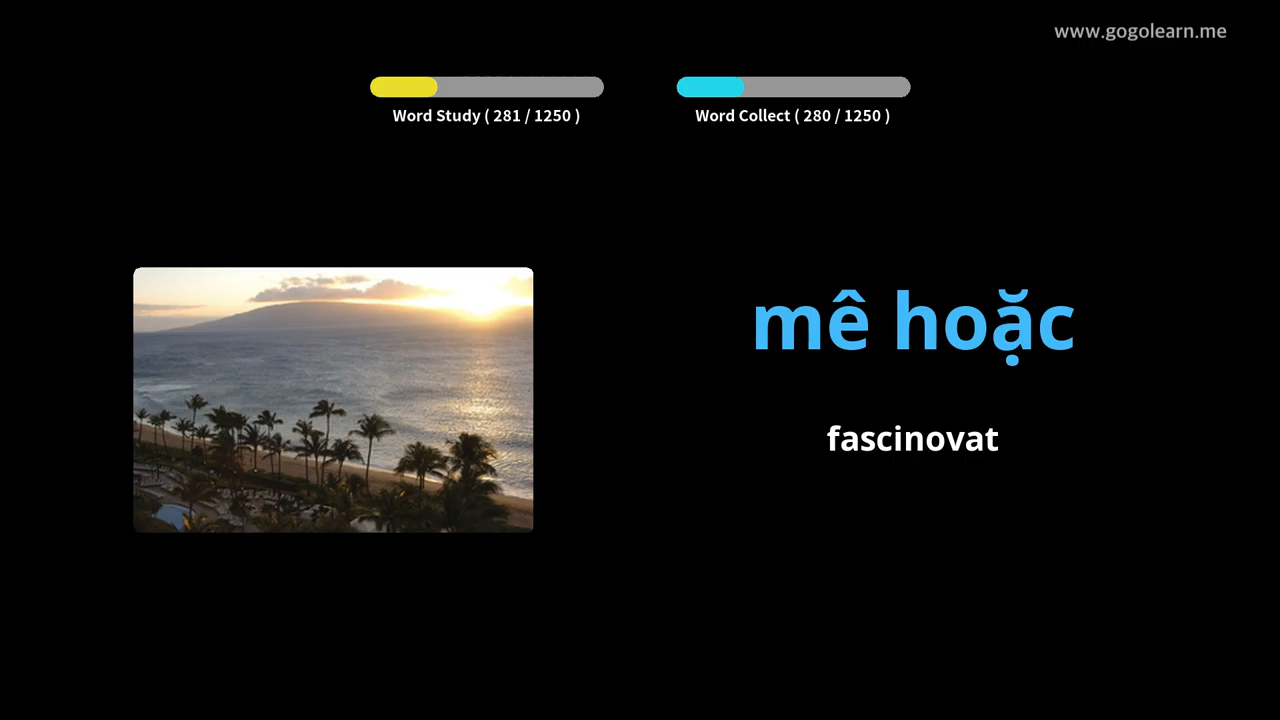 www.gogolearn.me
Word Study ( 281 / 1250 )
Word Collect ( 280 / 1250 )
mê hoặc
fascinovat